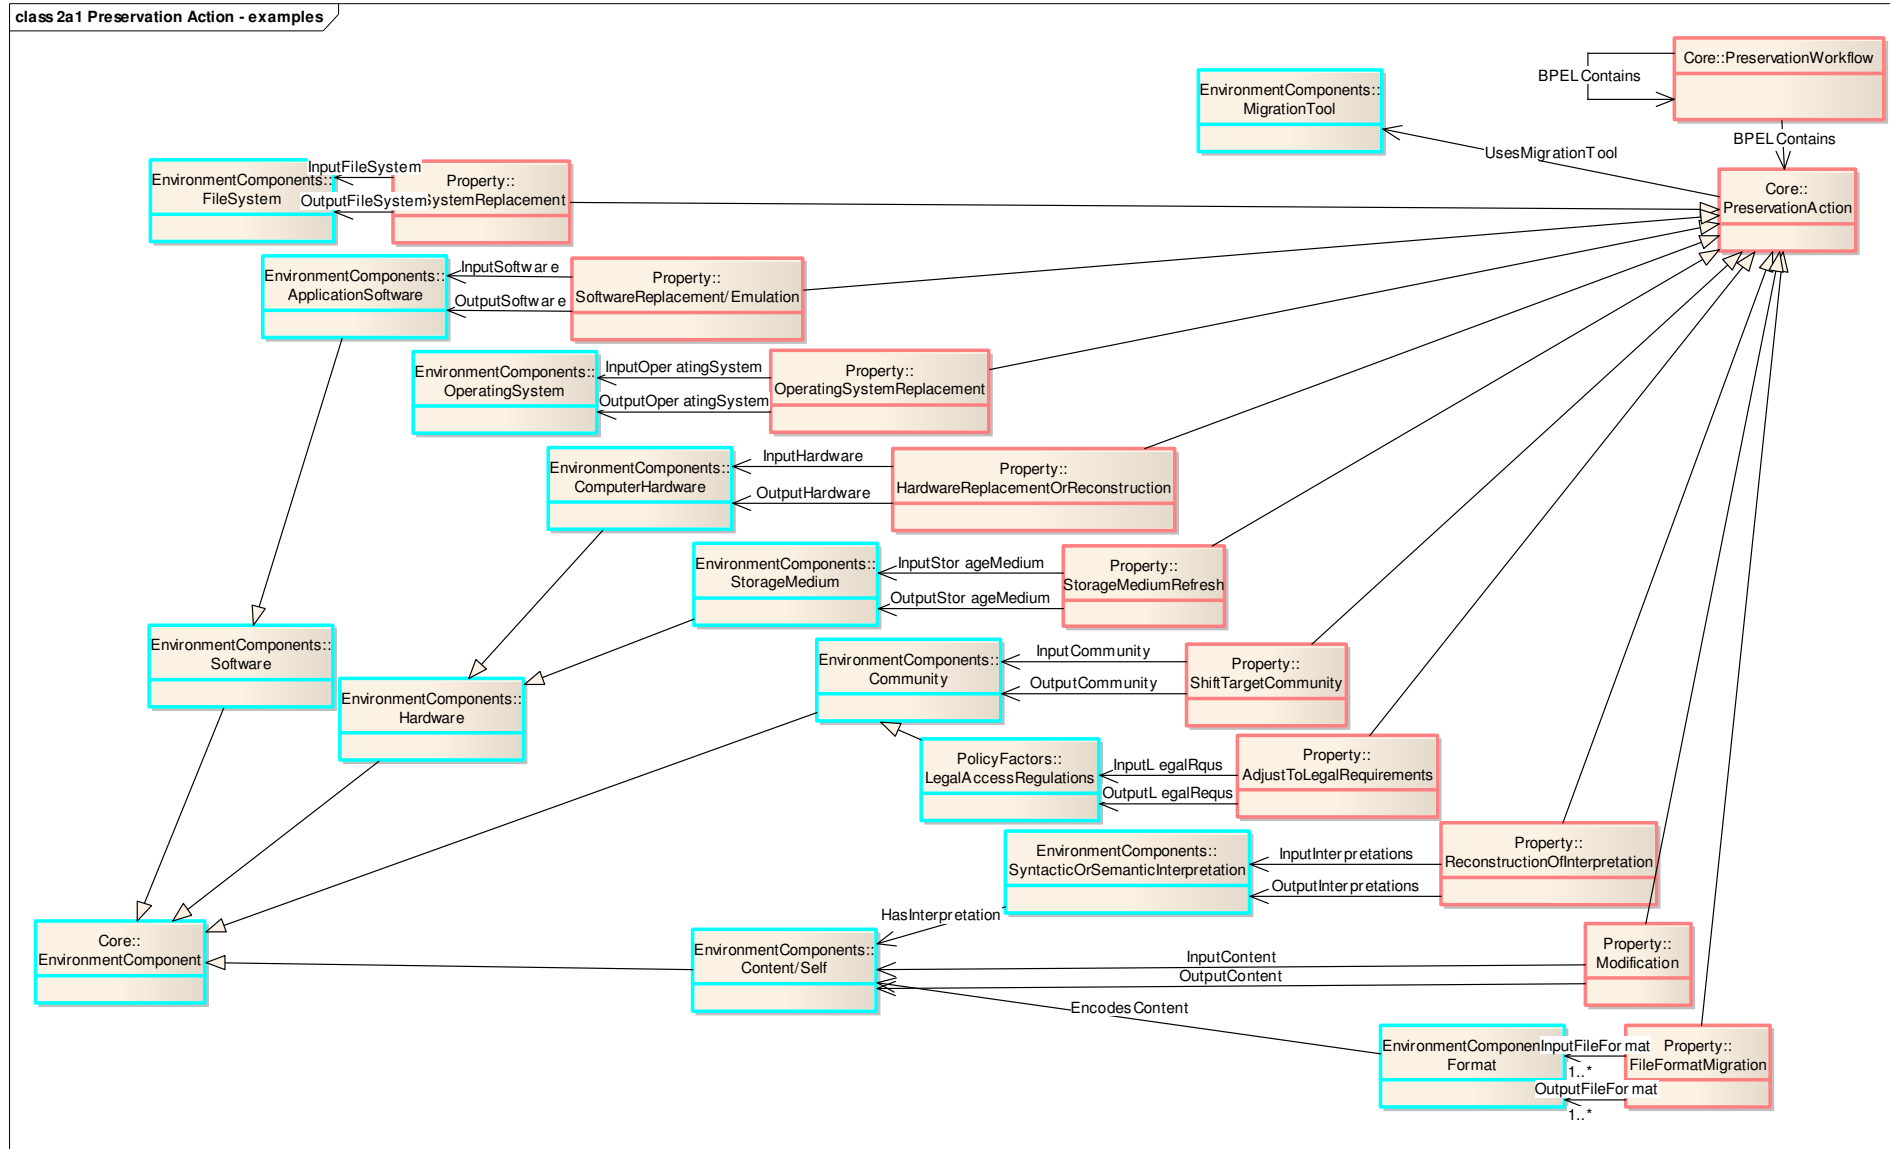 class 2a1 Preservation Action - examples
Core::PreservationWorkflow
BPEL Contains
EnvironmentComponents::
MigrationTool
BPEL Contains
UsesMigrationTool
Core::
PreservationAction
EnvironmentComponents::
FileSystem
InputFileSystem
OutputFileSystem
Property::
SystemReplacement
EnvironmentComponents::
ApplicationSoftware
InputSoftware
OutputSoftware
Property::
SoftwareReplacement/Emulation
EnvironmentComponents::
OperatingSystem
InputOperatingSystem
OutputOperatingSystem
Property::
OperatingSystemReplacement
EnvironmentComponents::
ComputerHardware
InputHardware
OutputHardware
Property::
HardwareReplacementOrReconstruction
EnvironmentComponents::
StorageMedium
InputStorageMedium
OutputStorageMedium
Property::
StorageMediumRefresh
EnvironmentComponents::
Software
EnvironmentComponents::
Hardware
EnvironmentComponents::
Community
InputCommunity
OutputCommunity
Property::
ShiftTargetCommunity
PolicyFactors::
LegalAccessRegulations
InputLegalRqus
OutputLegalRequs
Property::
AdjustToLegalRequirements
EnvironmentComponents::
SyntacticOrSemanticInterpretation
InputInterpretations
OutputInterpretations
Property::
ReconstructionOfInterpretation
HasInterpretation
Core::
EnvironmentComponent
EnvironmentComponents::
Content/Self
InputContent
OutputContent
Property::
Modification
EncodesContent
EnvironmentComponen
Format
InputFileFormat
1..*
OutputFileFormat
1..*
Property::
FileFormatMigration